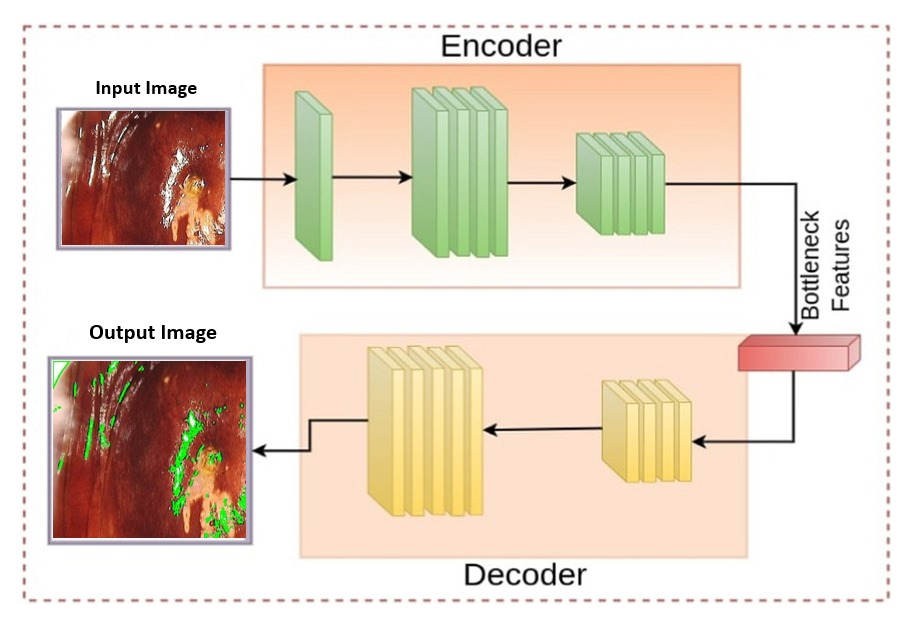 Encoder
Input Image
Bottleneck
Features
Output Image
Decoder